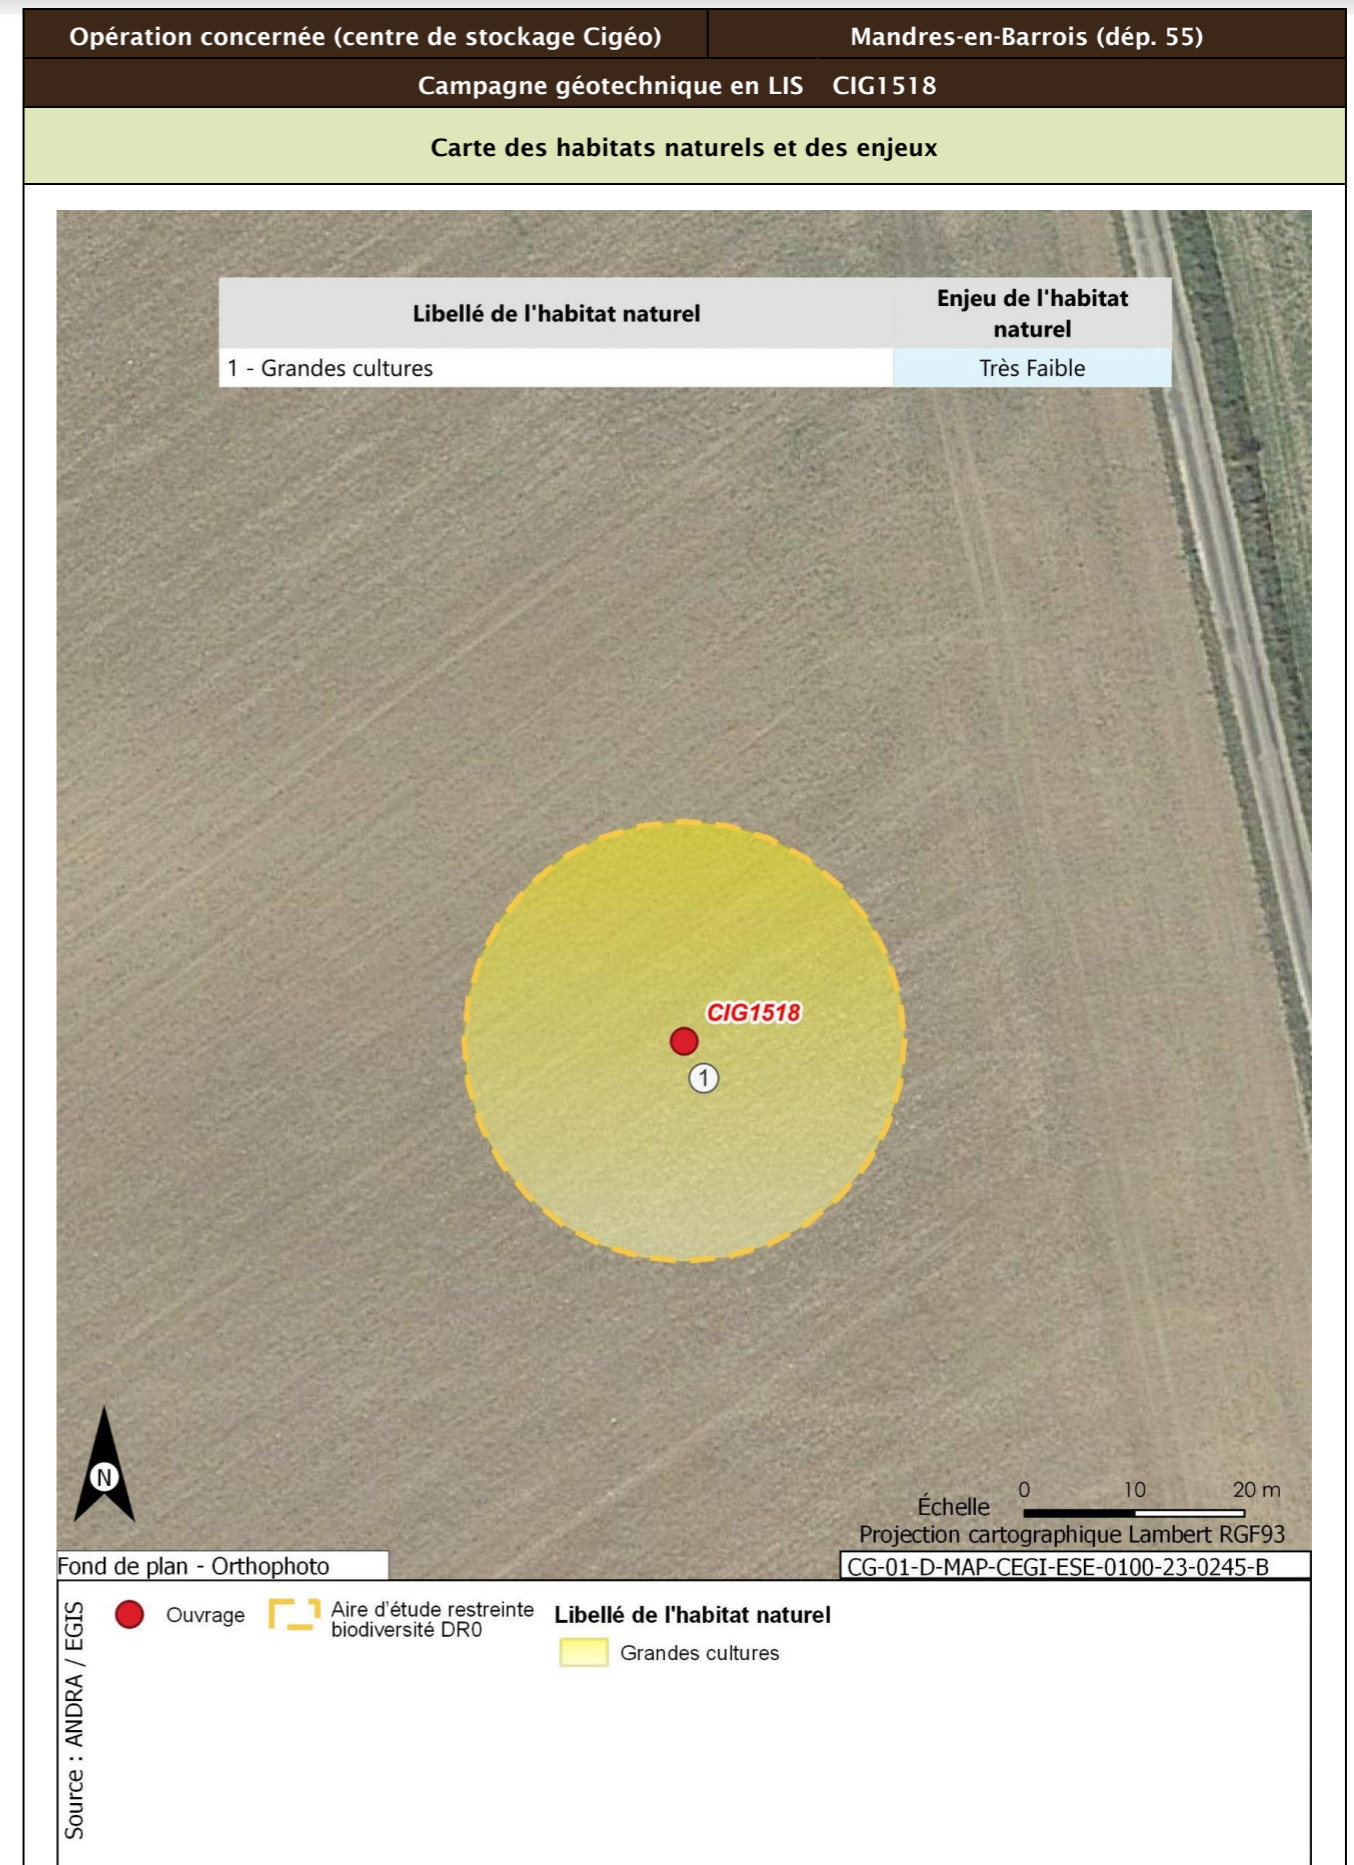 Opération concernée (centre de stockage Cigéo) Mandres-en-Barrois (dép. 55)
Campagne géotechnique en LIS CIG1518
Carte des habitats naturels et des enjeux
Libellé de l'habitat naturel Enjeu de l'habitat
naturel
1 - Grandes cultures Très Faible
CIG1518
1
N
0 10 20 m
Échelle
Projection cartographique Lambert RGF93
Fond de plan - Orthophoto CG-01-D-MAP-CEGI-ESE-0100-23-0245-B
Source : ANDRA / EGIS
Ouvrage
Aire d'étude restreinte
biodiversité DR0
Libellé de l'habitat naturel
Grandes cultures